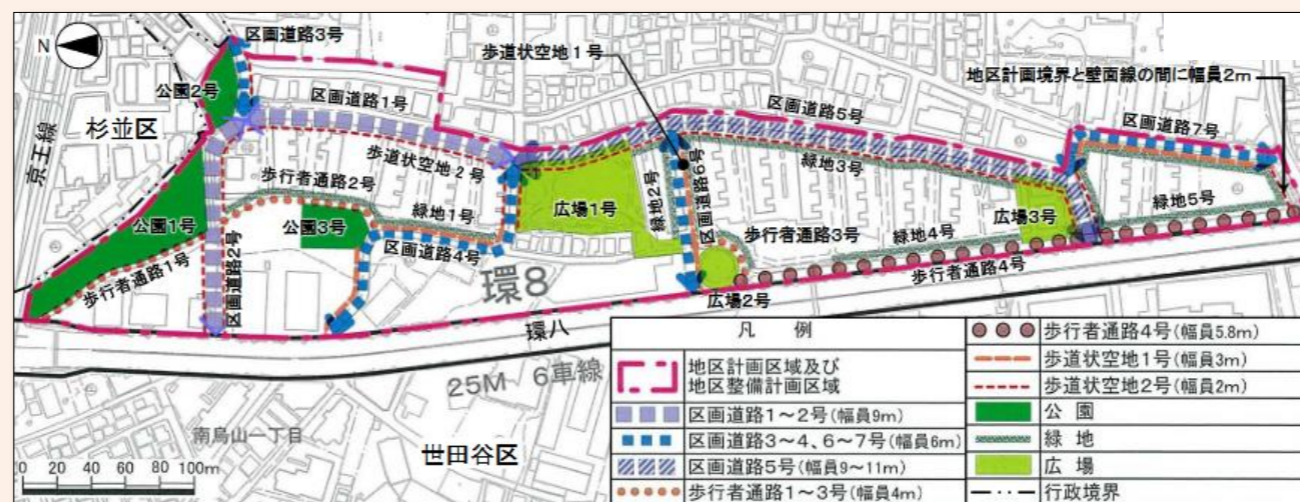 区画道路3号
N
歩道状空地1号
地区計画境界と壁面線の間に幅員2m
公園2号
区画道路1号
区画道路5号
区画道路7号
杉並区
京王線
歩道状空地2号
区画道路6号
緑地3号
歩行者通路2号
緑地2号
緑地5号
公園1号
公園3号
緑地1号
広場1号
広場3号
歩行者通路3号
緑地4号
区画道路4号
歩行者通路1号
区画道路2号
歩行者通路4号
環8
広場2号
環八
25M 6車線
南烏山一丁目
世田谷区
0 20 40 60 80 100m
凡例
地区計画区域及び
地区整備計画区域
区画道路1～2号(幅員9m)
区画道路3～4、6～7号(幅員6m)
区画道路5号(幅員9～11m)
歩行者通路1～3号(幅員4m)
歩行者通路4号(幅員5.8m)
歩道状空地1号(幅員3m)
歩道状空地2号(幅員2m)
公園
緑地
広場
行政境界